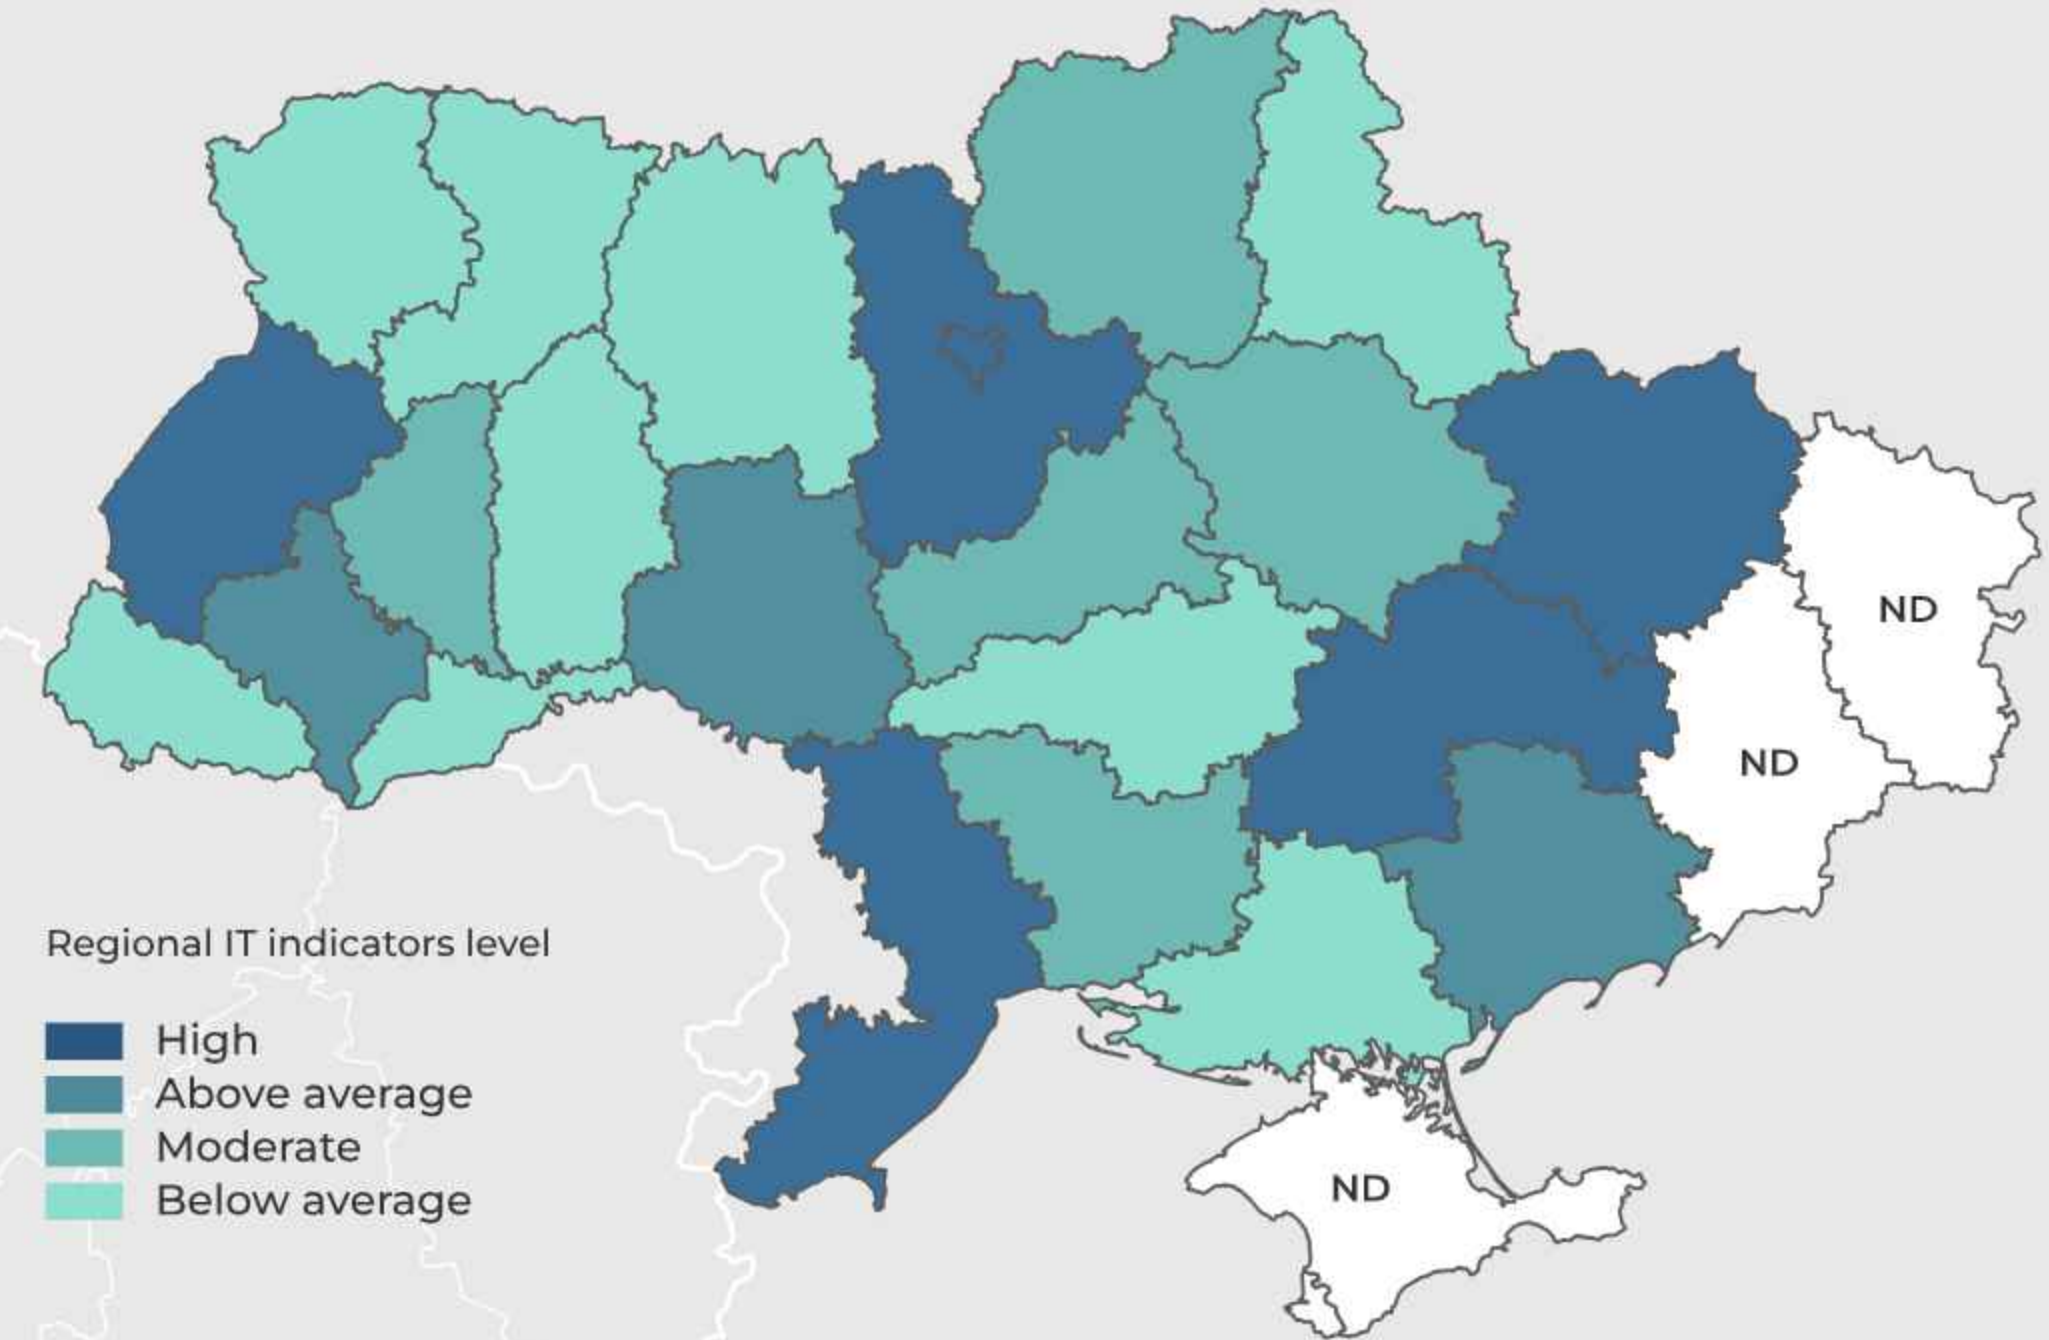 ND
ND
ND
Regional IT indicators level
High
Above average
Moderate
Below average